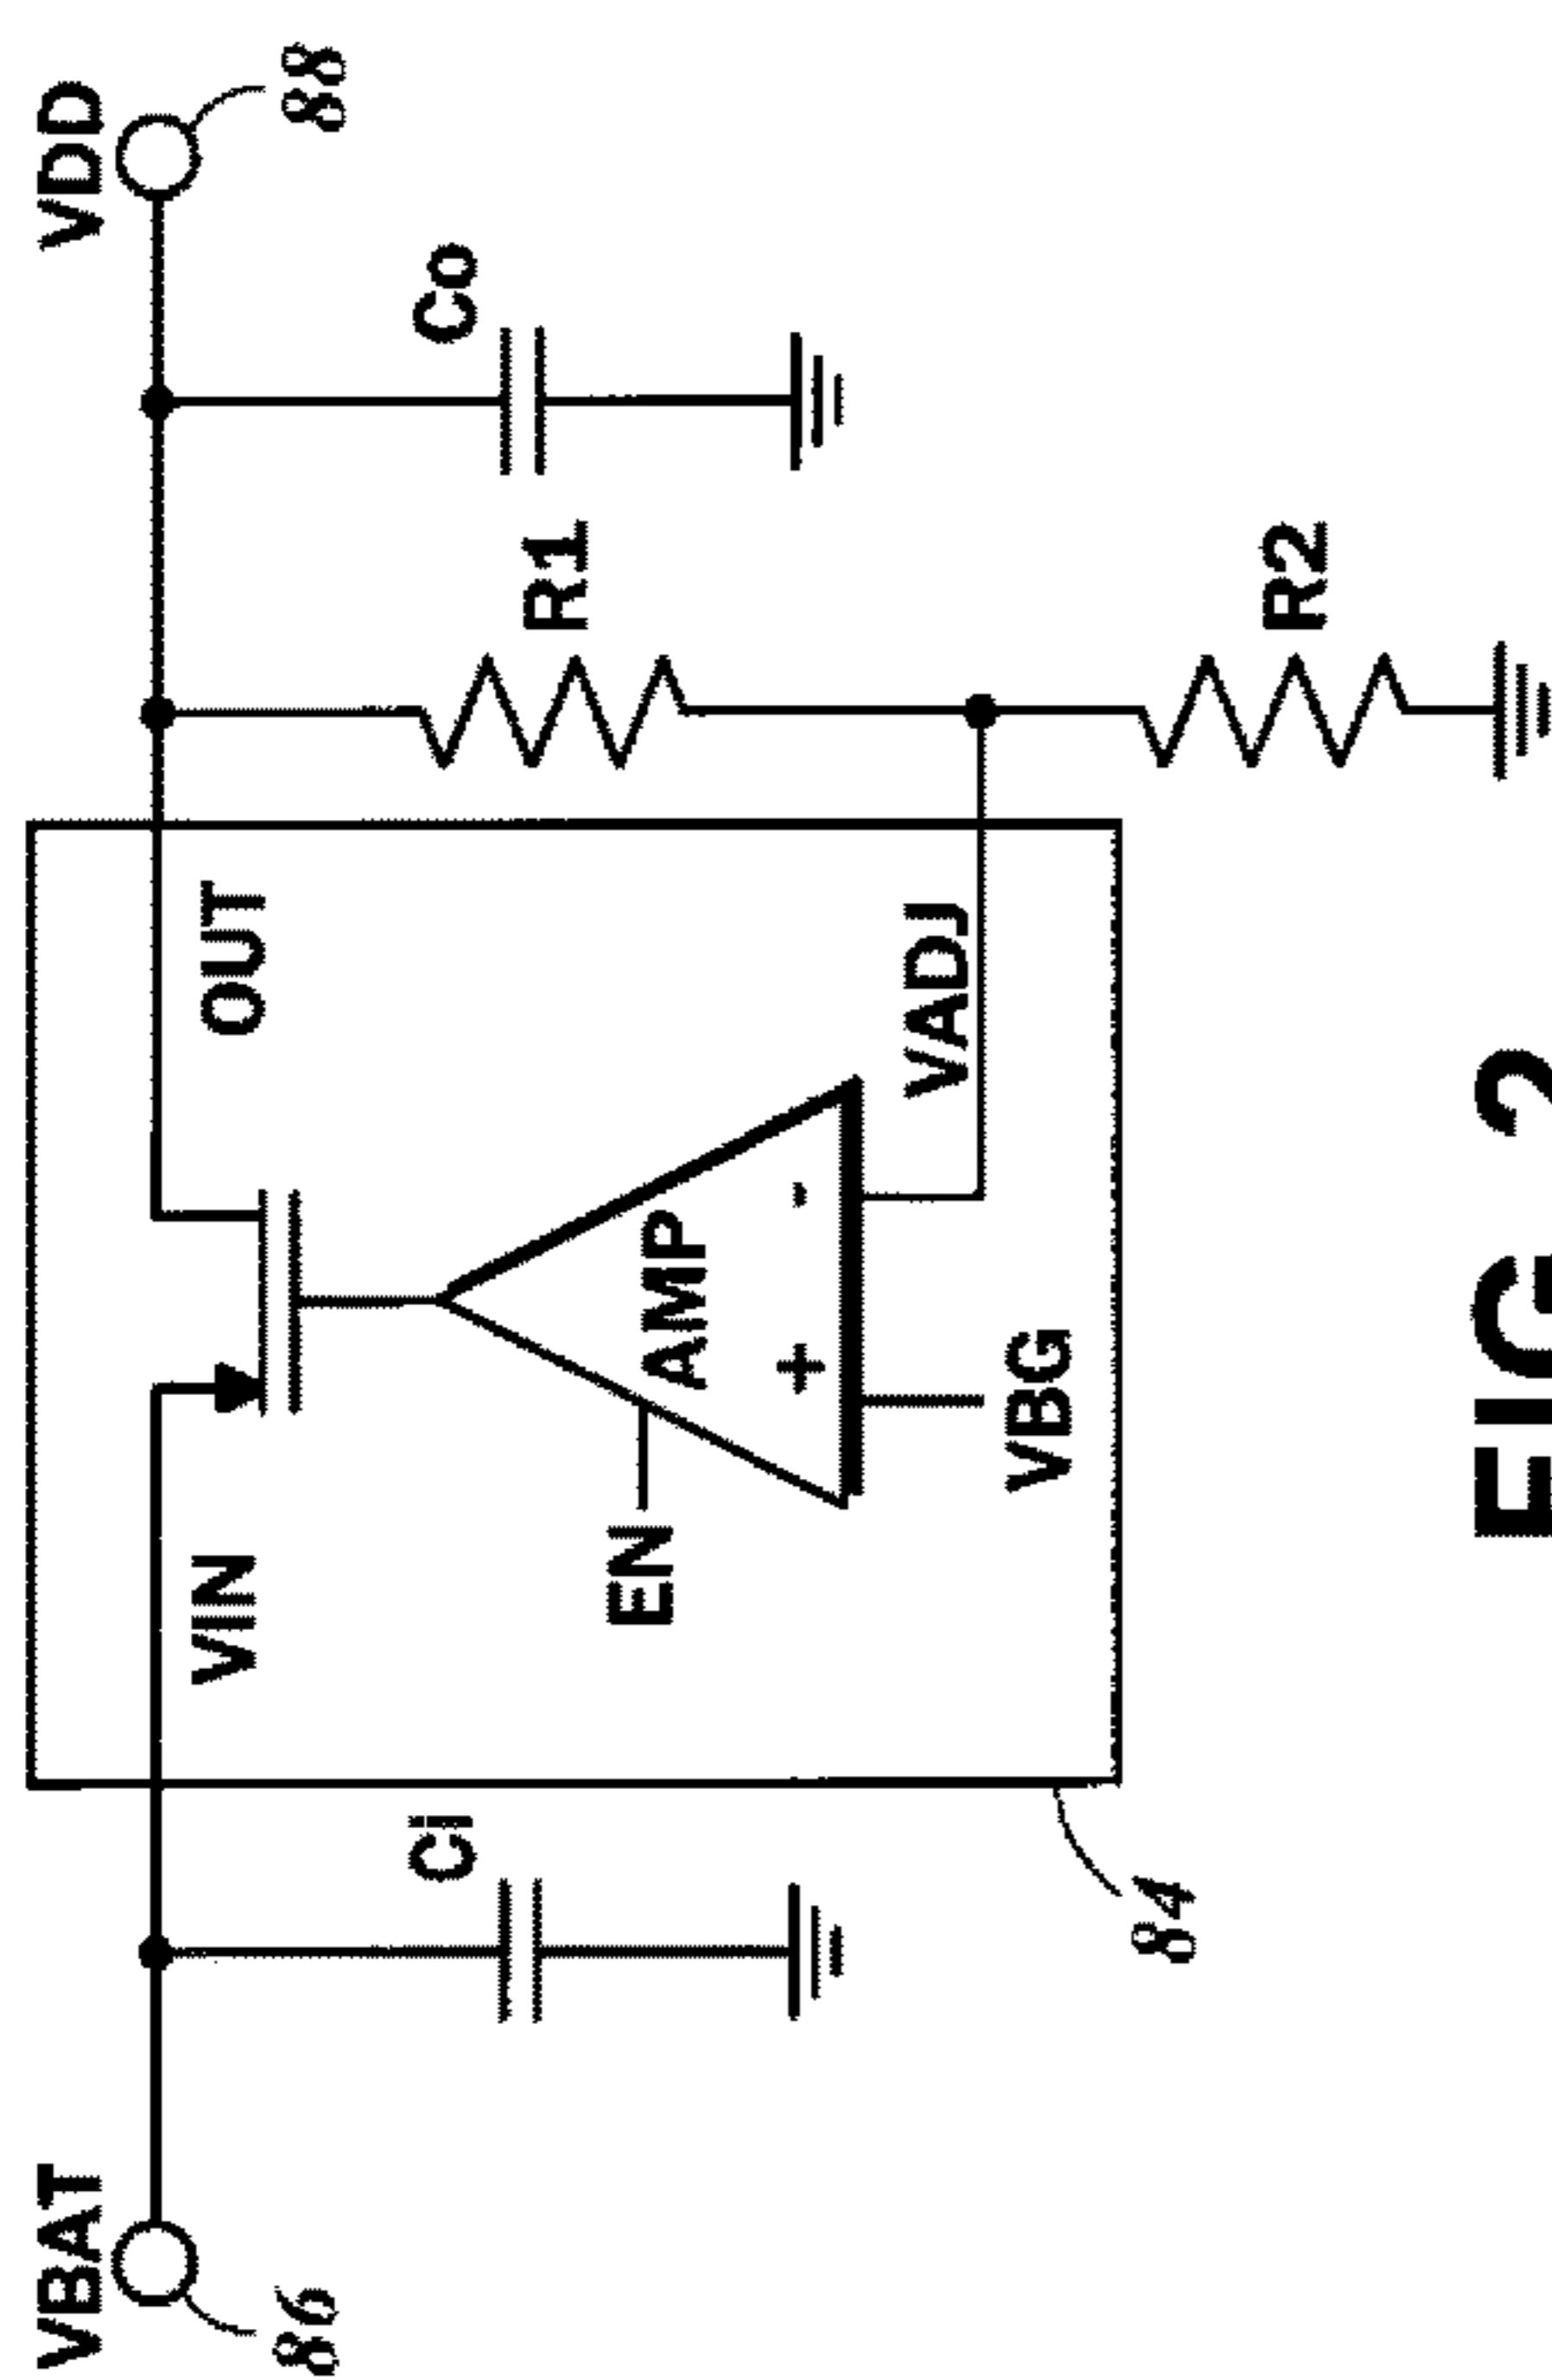 VBAT
VDD
86
88
VIN
OUT
Ci
Co
EN
AMP
R1
+
-
VADJ
VBG
84
R2
FIG 2